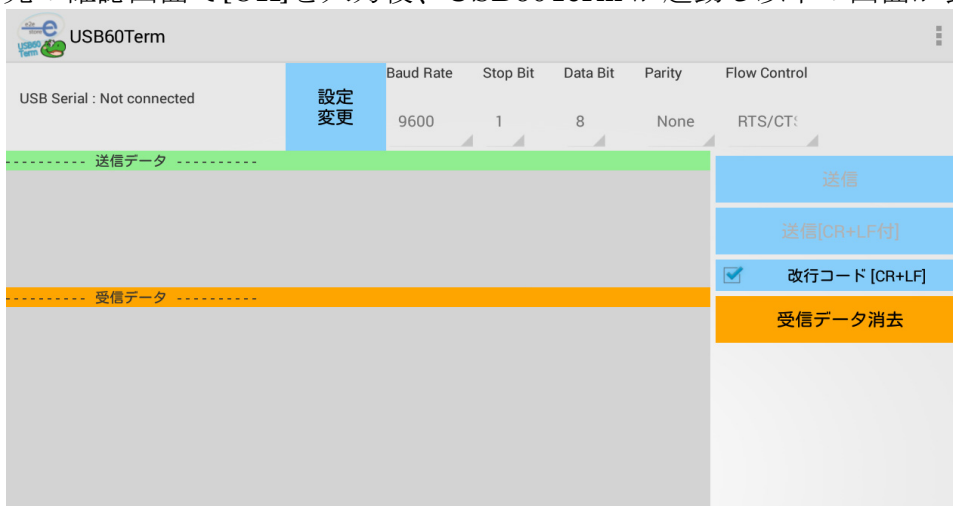 USB60Term
USB Serial : Not connected
設定
変更
Baud Rate Stop Bit Data Bit Parity Flow Control
9600 1 8 None RTS/CTS
---------- 送信データ ----------
送信
送信[CR+LF付]
改行コード [CR+LF]
---------- 受信データ ----------
受信データ消去